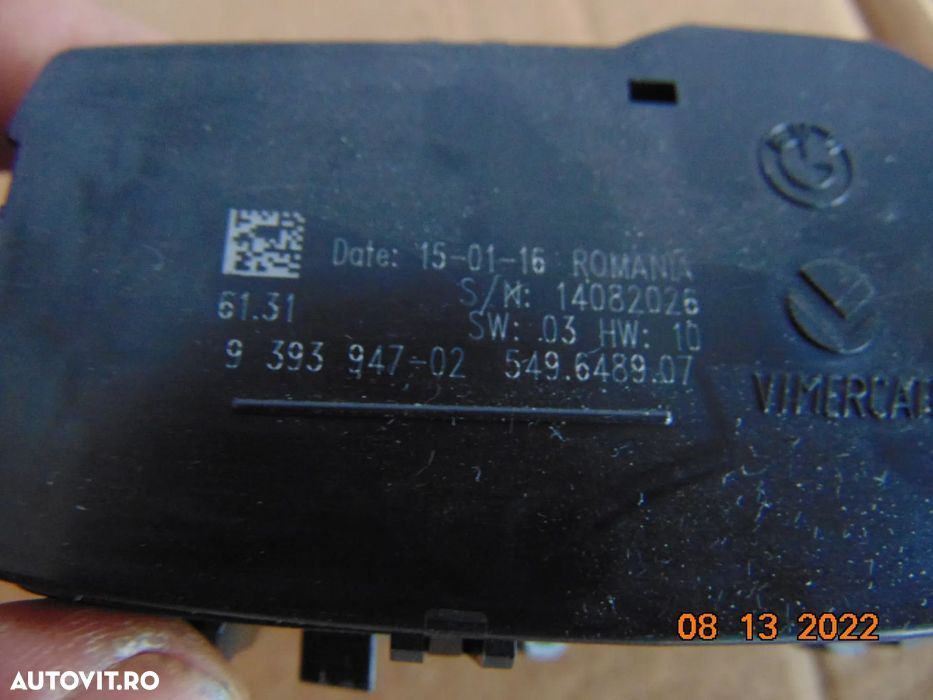 Date: 15-01-16 ROMANIA
S/N: 14082026
61.31
SW: .03 HW: 10
9 393 947-02 549.6489.07
08 13 2022
AUTOVIT.RO